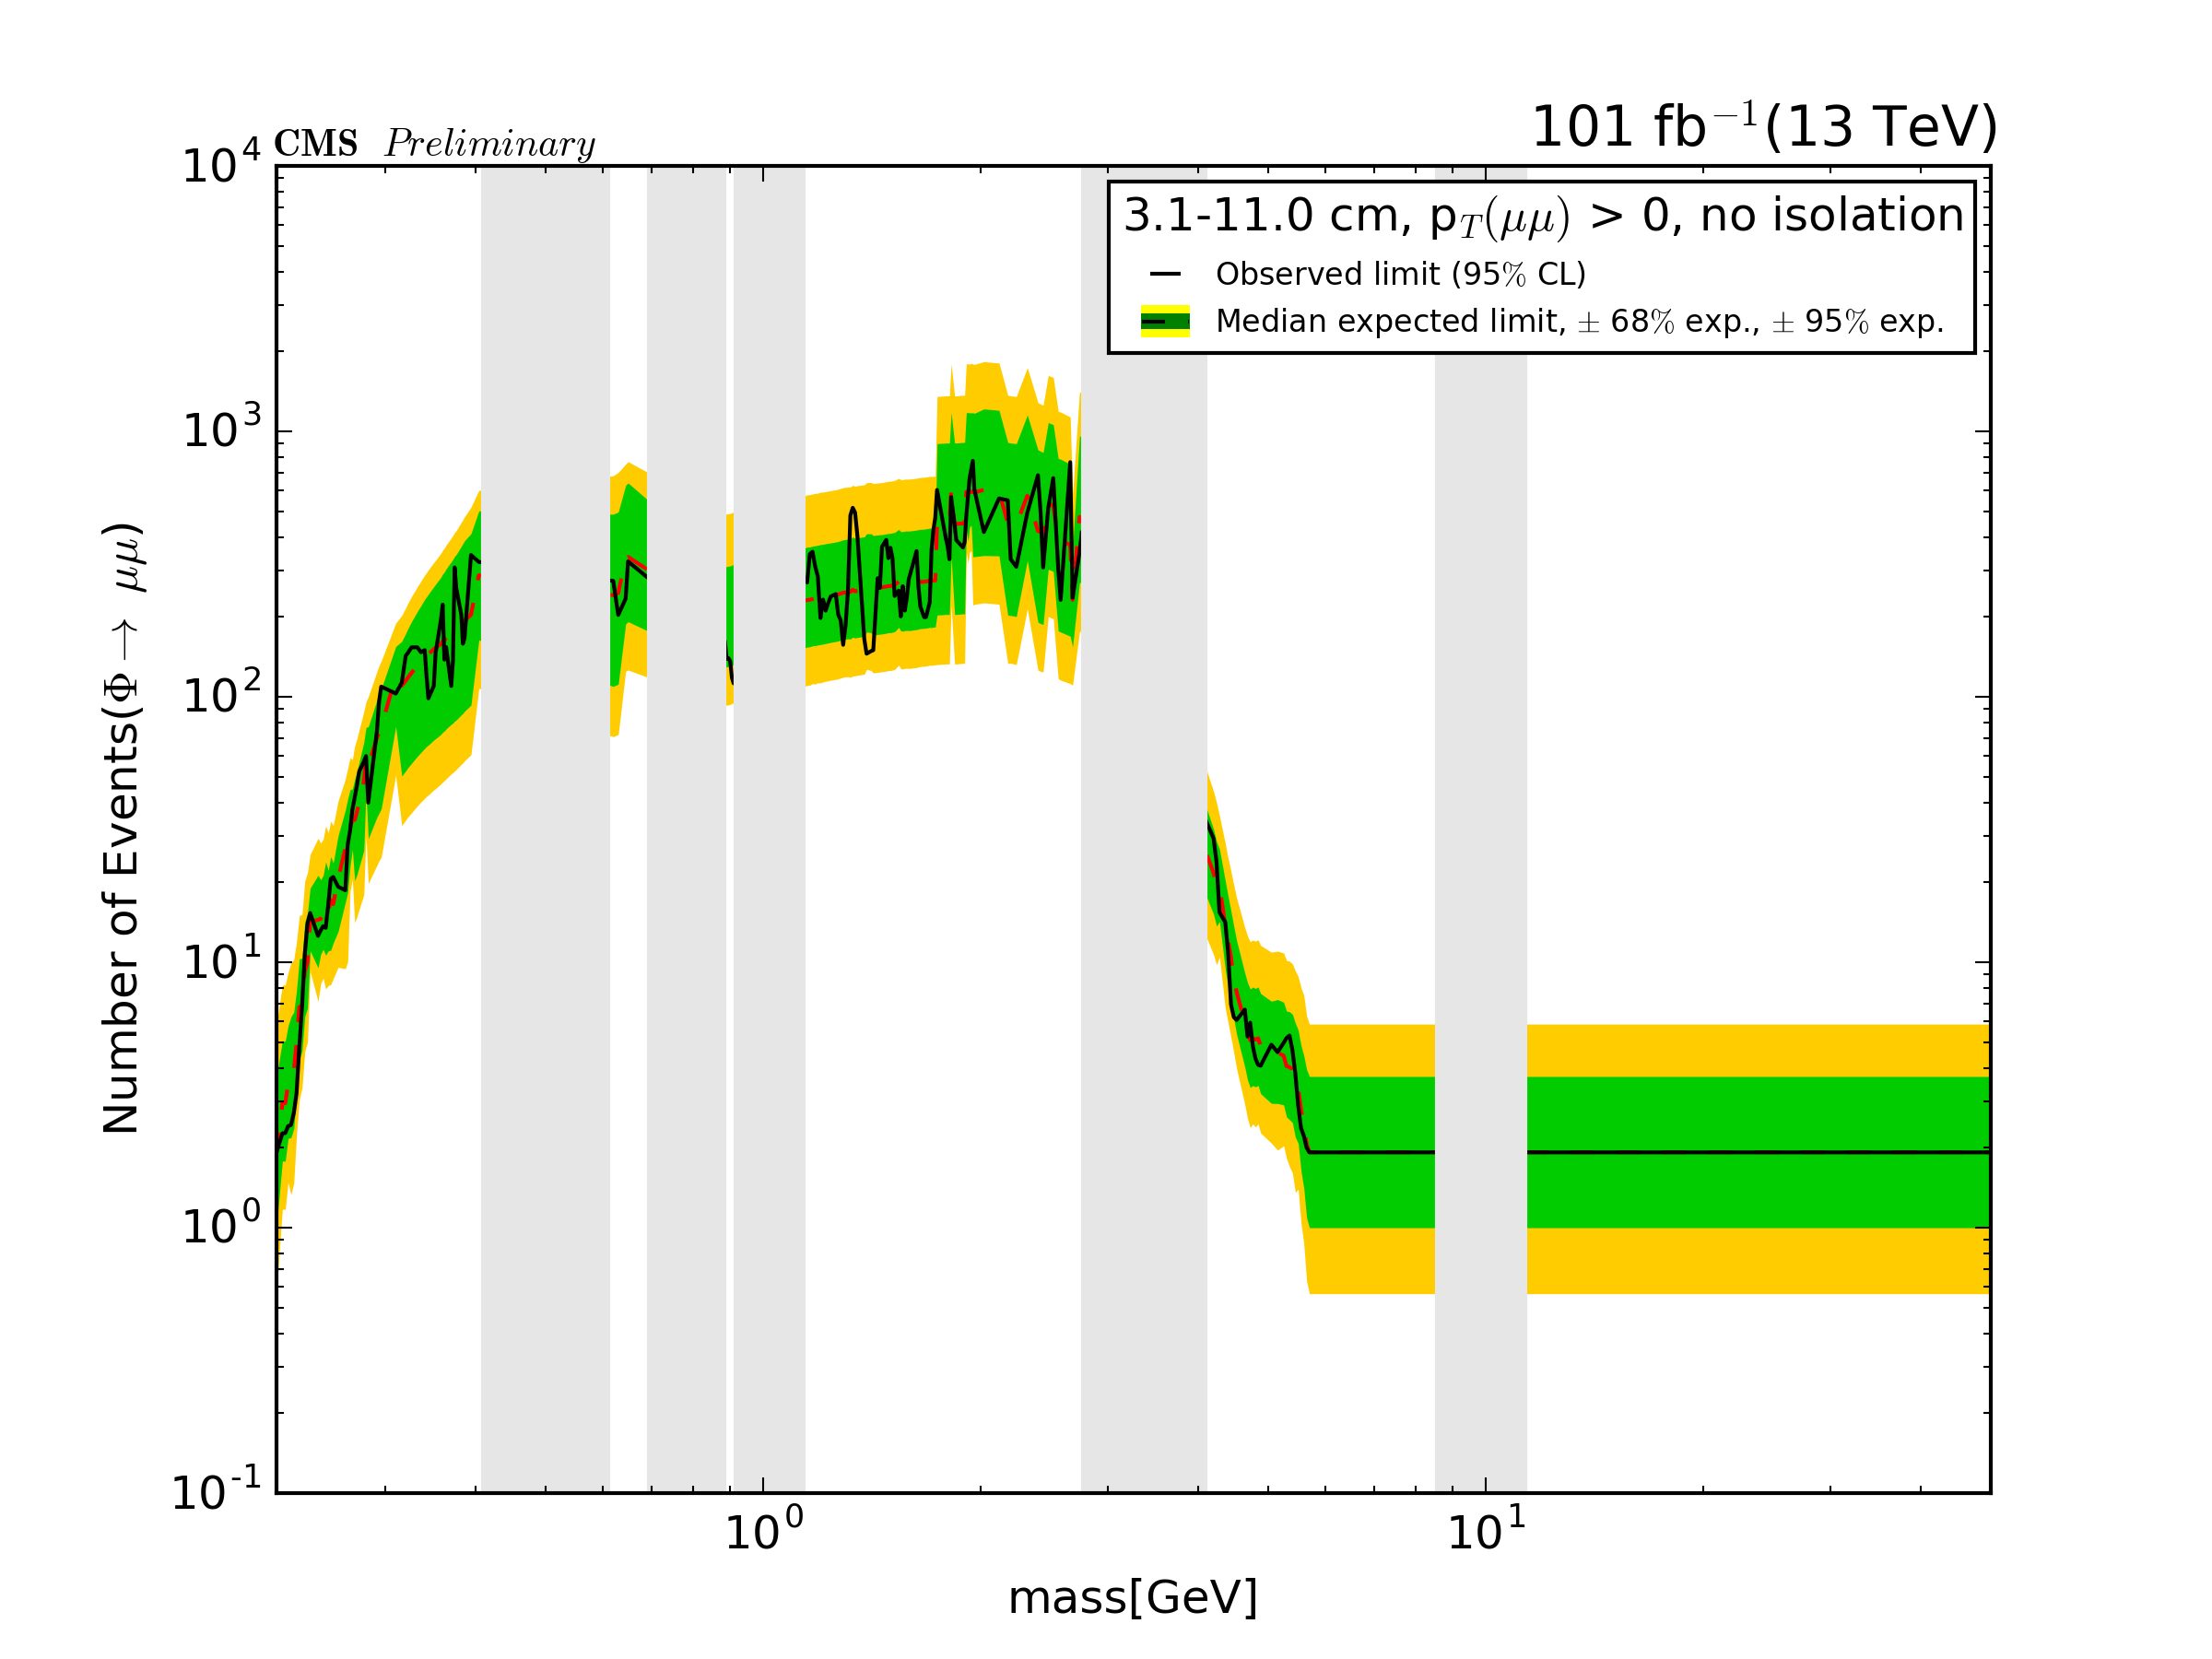 CMS Preliminary
101 fb⁻¹(13 TeV)
3.1-11.0 cm, p_T(μμ) > 0, no isolation
Observed limit (95% CL)
Median expected limit, ± 68% exp., ± 95% exp.
Number of Events(Φ → μμ)
10⁴
10³
10²
10¹
10⁰
10⁻¹
10⁰
10¹
mass[GeV]